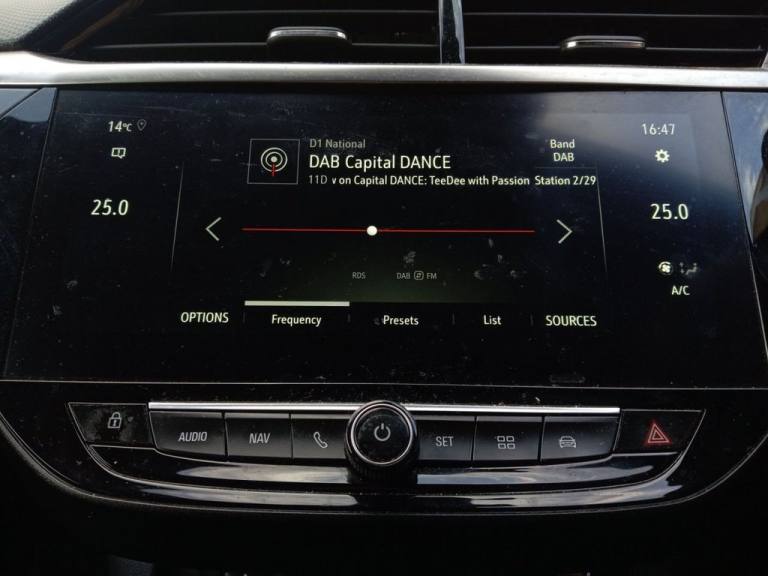 14°C
16:47
D1 National
Band
DAB Capital DANCE
DAB
11D v on Capital DANCE: TeeDee with Passion Station 2/29
25.0
25.0
RDS
DAB FM
A/C
OPTIONS
Frequency
Presets
List
SOURCES
AUDIO
NAV
SET